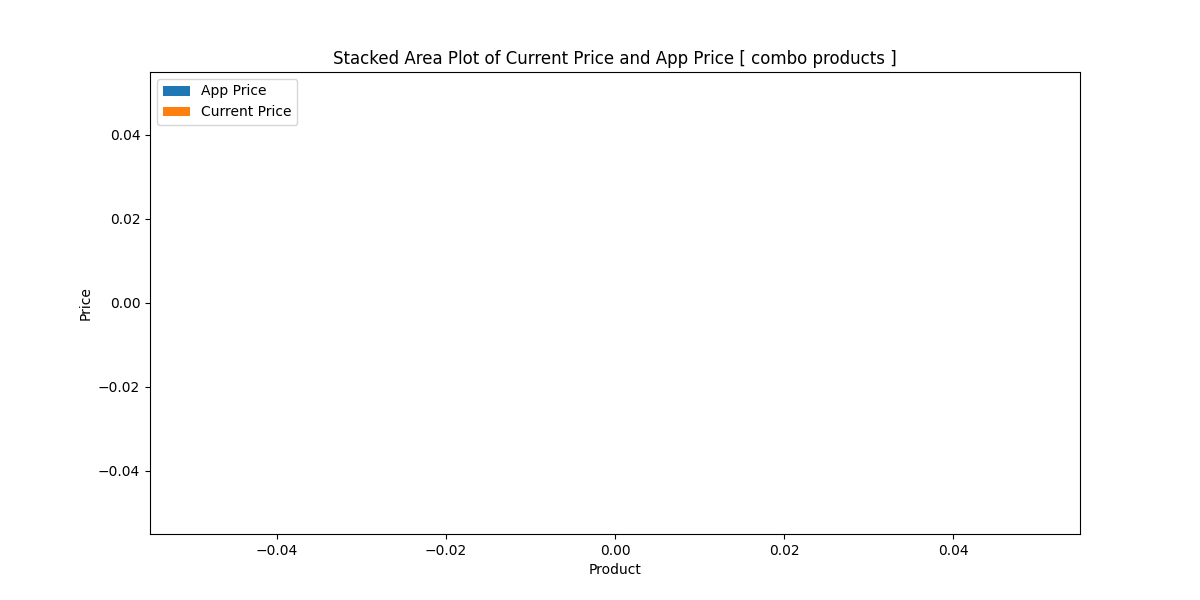 Stacked Area Plot of Current Price and App Price [ combo products ]
App Price
Current Price
0.04
0.02
0.00
−0.02
−0.04
Price
−0.04
−0.02
0.00
0.02
0.04
Product